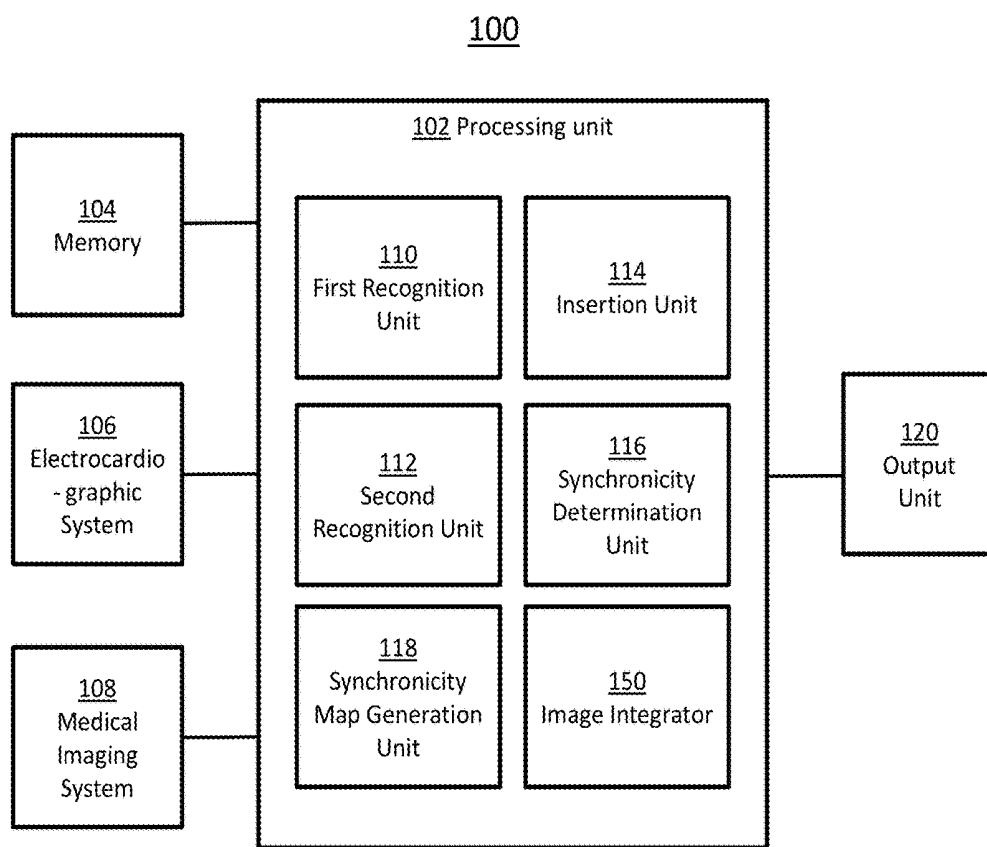 100
102 Processing unit
104
Memory
106
Electrocardio
- graphic
System
108
Medical
Imaging
System
110
First Recognition
Unit
114
Insertion Unit
112
Second
Recognition Unit
116
Synchronicity
Determination
Unit
118
Synchronicity
Map Generation
Unit
150
Image Integrator
120
Output
Unit